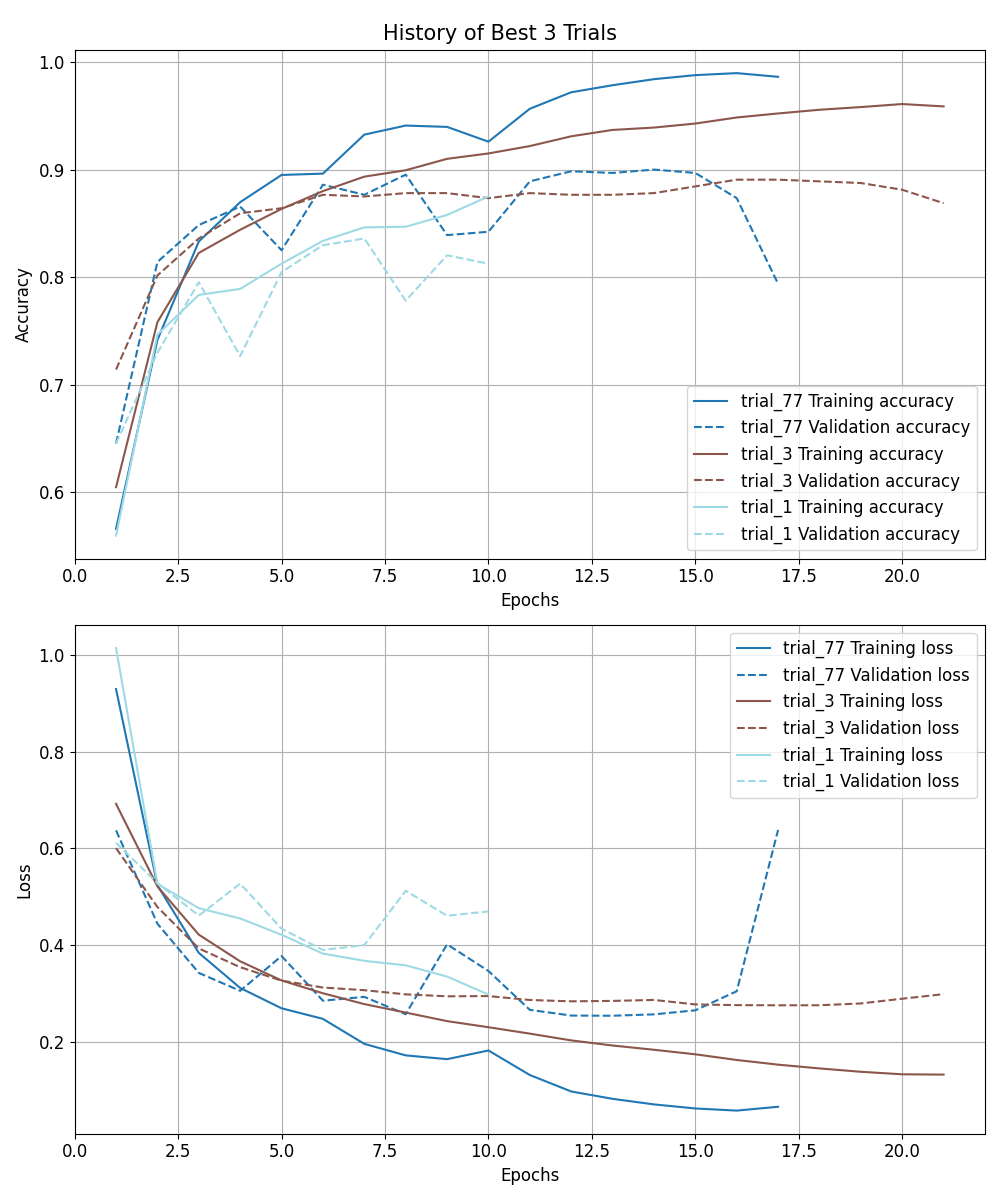 History of Best 3 Trials
1.0
0.9
0.8
0.7
0.6
Accuracy
trial_77 Training accuracy
trial_77 Validation accuracy
trial_3 Training accuracy
trial_3 Validation accuracy
trial_1 Training accuracy
trial_1 Validation accuracy
0.0 2.5 5.0 7.5 10.0 12.5 15.0 17.5 20.0
Epochs
1.0
0.8
0.6
0.4
0.2
Loss
trial_77 Training loss
trial_77 Validation loss
trial_3 Training loss
trial_3 Validation loss
trial_1 Training loss
trial_1 Validation loss
0.0 2.5 5.0 7.5 10.0 12.5 15.0 17.5 20.0
Epochs